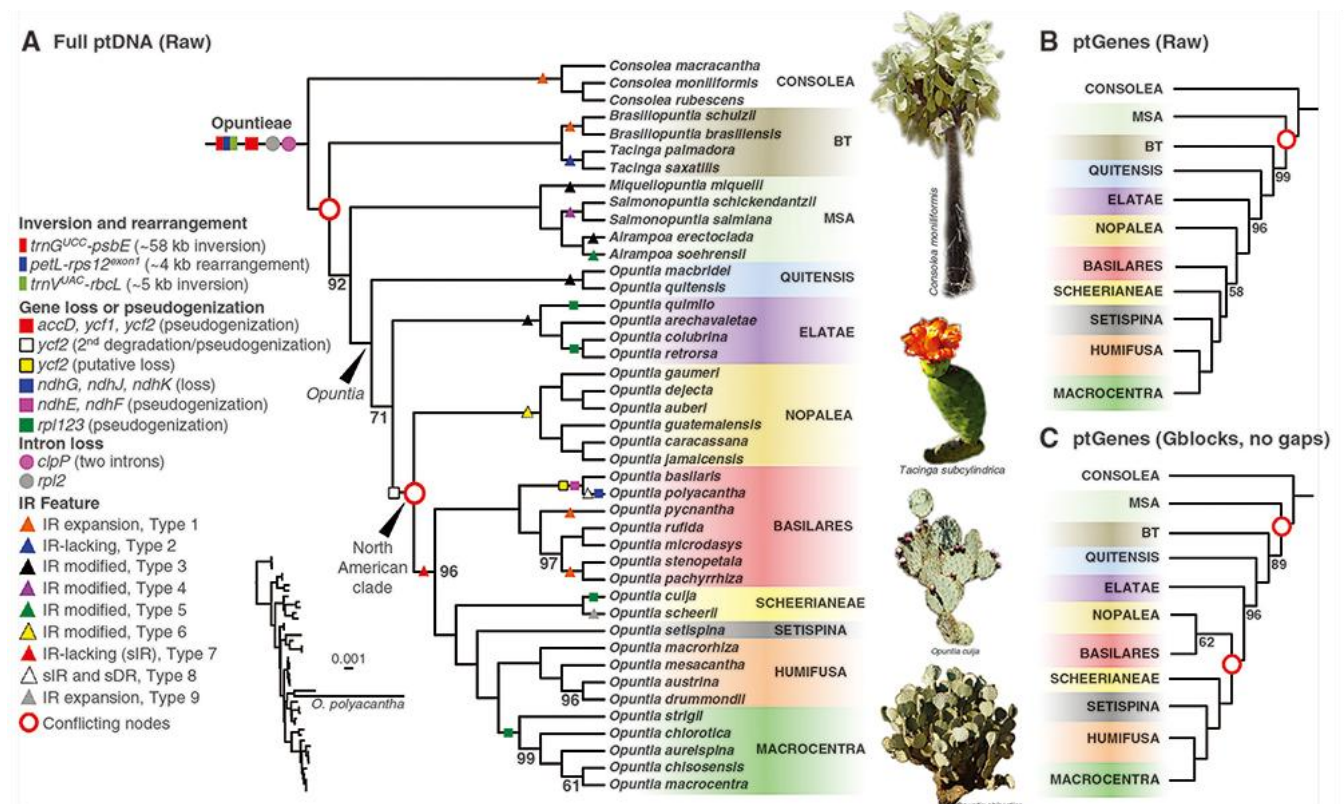 A Full ptDNA (Raw)
Opuntieae
Inversion and rearrangement
trnGUCC-psbE (~58 kb inversion)
petL-rps12exon1 (~4 kb rearrangement)
trnVUAC-rbcL (~5 kb inversion)
Gene loss or pseudogenization
accD, ycf1, ycf2 (pseudogenization)
ycf2 (2nd degradation/pseudogenization)
ycf2 (putative loss)
ndhG, ndhJ, ndhK (loss)
ndhE, ndhF (pseudogenization)
rpl123 (pseudogenization)
Intron loss
clpP (two introns)
rpl2
IR Feature
IR expansion, Type 1
IR-lacking, Type 2
IR modified, Type 3
IR modified, Type 4
IR modified, Type 5
IR modified, Type 6
IR-lacking (sIR), Type 7
sIR and sDR, Type 8
IR expansion, Type 9
Conflicting nodes
0.001
O. polyacantha
92
Opuntia
71
North
American
clade
96
97
96
99
61
Consolea macracantha
Consolea moniliformis
Consolea rubescens
CONSOLEA
Brasiliopuntia schulzii
Brasiliopuntia brasiliensis
Tacinga palmadora
Tacinga saxatilis
BT
Miqueliopuntia miquelii
Salmonopuntia schickendantzii
Salmonopuntia salmiana
Airampoa erectoclada
Airampoa soehrensii
MSA
Opuntia macbridei
Opuntia quitensis
QUITENSIS
Opuntia quimilo
Opuntia arechavaletae
Opuntia colubrina
Opuntia retrorsa
ELATAE
Opuntia gaumeri
Opuntia dejecta
Opuntia auberi
Opuntia guatemalensis
Opuntia caracassana
Opuntia jamaicensis
NOPALEA
Opuntia basilaris
Opuntia polyacantha
Opuntia pycnantha
Opuntia rufida
Opuntia microdasys
Opuntia stenopetala
Opuntia pachyrrhiza
BASILARES
Opuntia cuija
Opuntia scheerii
SCHEERIANEAE
Opuntia setispina
SETISPINA
Opuntia macrorhiza
Opuntia mesacantha
Opuntia austrina
Opuntia drummondii
HUMIFUSA
Opuntia strigil
Opuntia chlorotica
Opuntia aureispina
Opuntia chisosensis
Opuntia macrocentra
MACROCENTRA
Consolea moniliformis
Tacinga subcylindrica
Opuntia cuija
B ptGenes (Raw)
CONSOLEA
MSA
BT
99
QUITENSIS
ELATAE
96
NOPALEA
BASILARES
58
SCHEERIANEAE
SETISPINA
HUMIFUSA
MACROCENTRA
C ptGenes (Gblocks, no gaps)
CONSOLEA
MSA
BT
89
QUITENSIS
ELATAE
96
NOPALEA
62
BASILARES
SCHEERIANEAE
SETISPINA
HUMIFUSA
MACROCENTRA